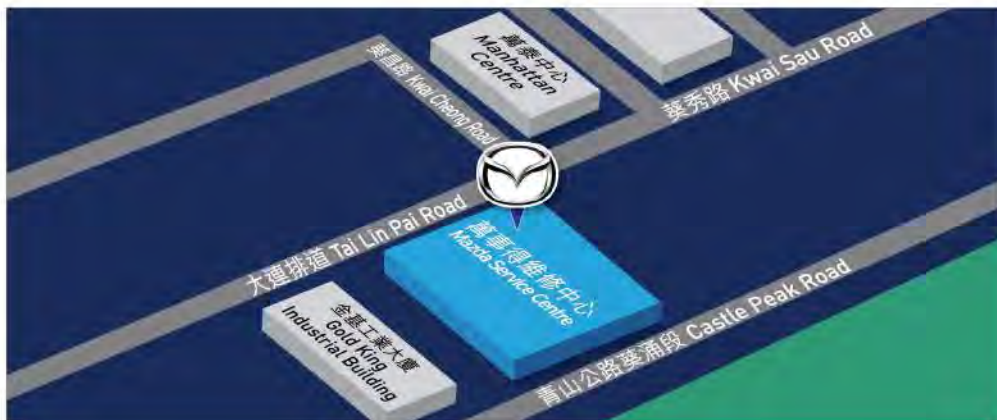 葵昌路 Kwai Cheong Road
萬泰中心
Manhattan
Centre
葵秀路 Kwai Sau Road
大連排道 Tai Lin Pai Road
萬事得維修中心
Mazda Service Centre
金基工業大廈
Gold King
Industrial Building
青山公路葵涌段 Castle Peak Road